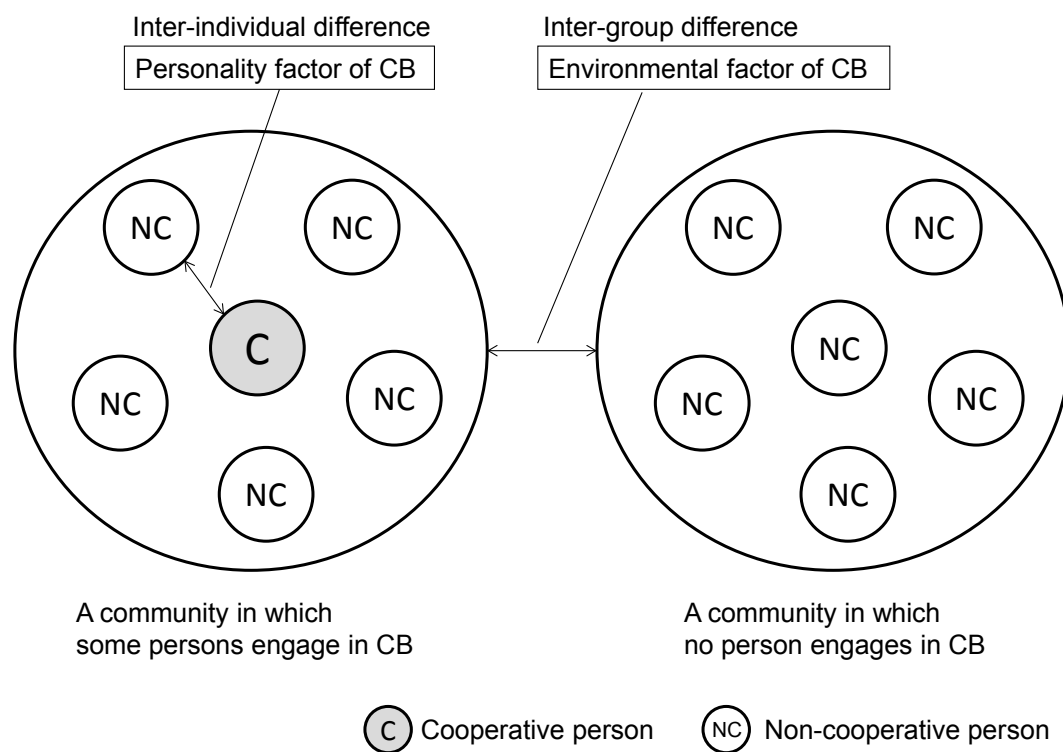 Inter-individual difference
Personality factor of CB
Inter-group difference
Environmental factor of CB
NC
NC
C
NC
NC
NC
NC
NC
NC
NC
NC
NC
A community in which
some persons engage in CB
A community in which
no person engages in CB
C Cooperative person
NC Non-cooperative person